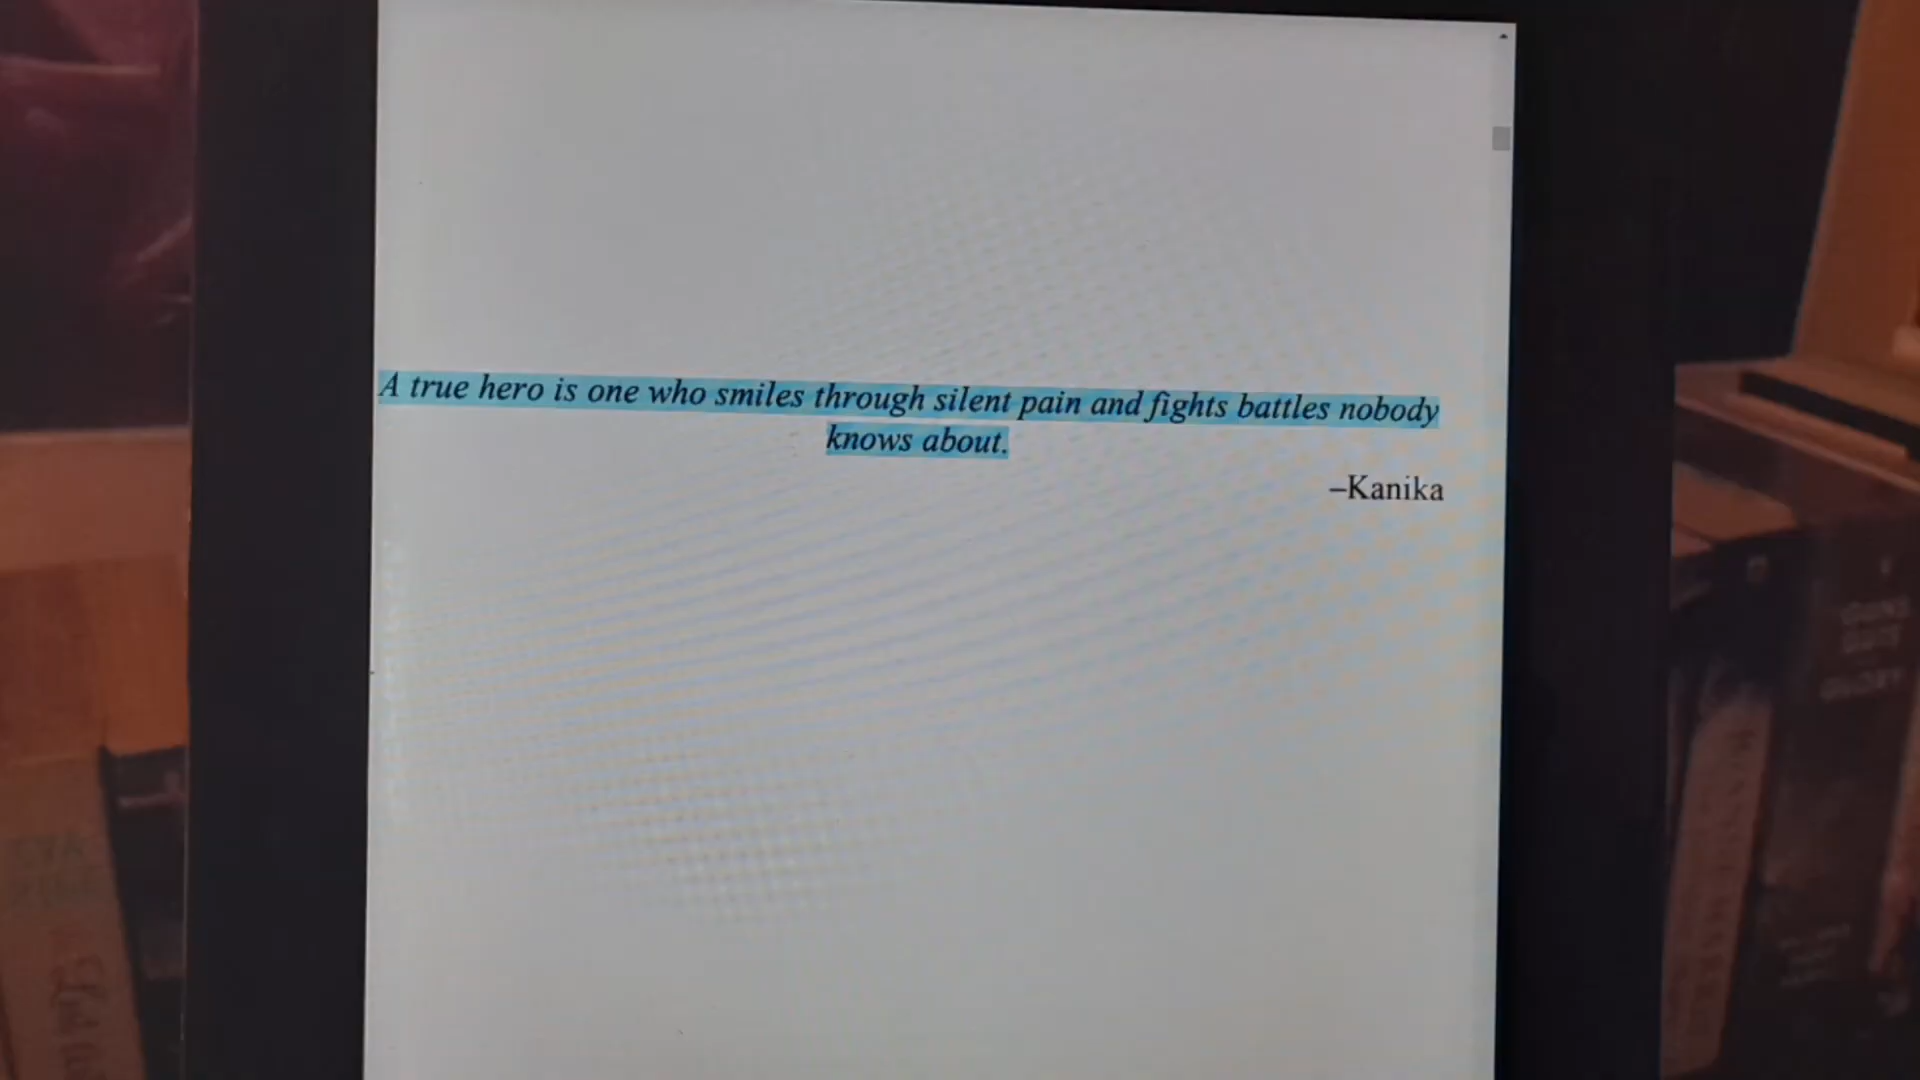 A true hero is one who smiles through silent pain and fights battles nobody
knows about.
–Kanika